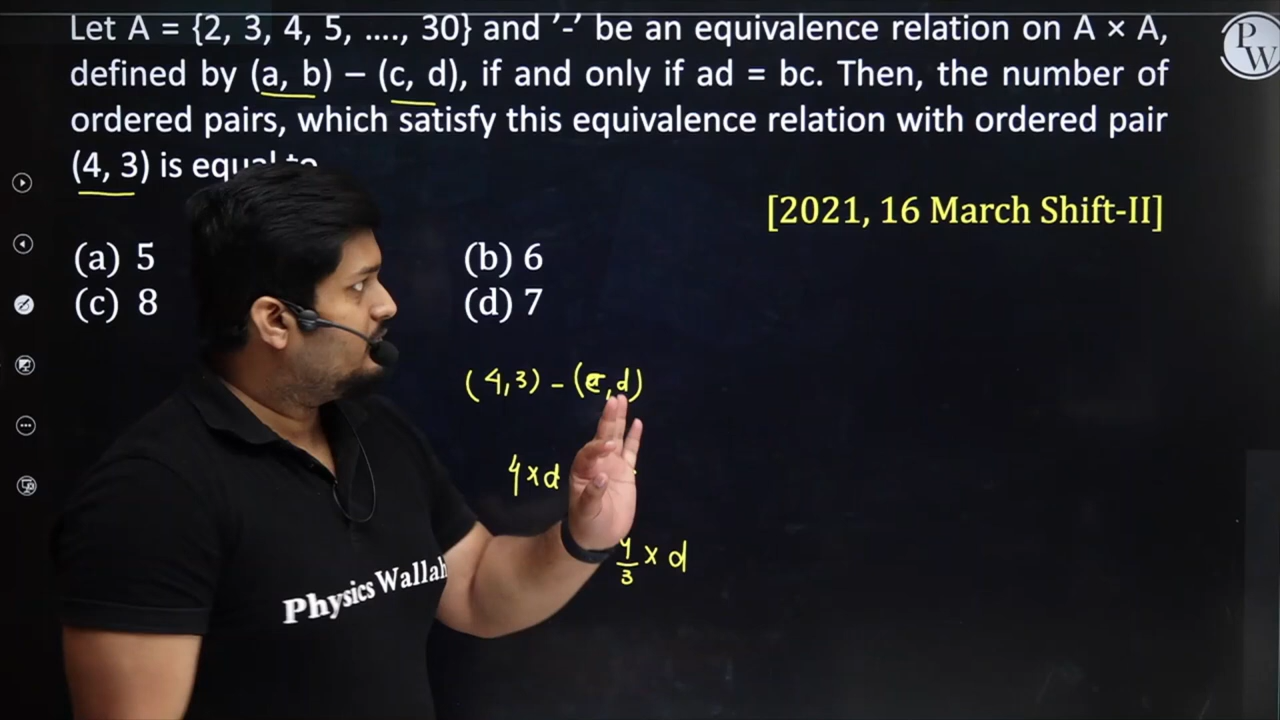 Let A = {2, 3, 4, 5, ...., 30} and ’-’ be an equivalence relation on A × A,
defined by (a, b) – (c, d), if and only if ad = bc. Then, the number of
ordered pairs, which satisfy this equivalence relation with ordered pair
(4, 3) is equal to
[2021, 16 March Shift-II]
(a) 5
(b) 6
(c) 8
(d) 7
(4,3) - (c,d)
4×d
4/3 × d
Physics Wallah
P
W